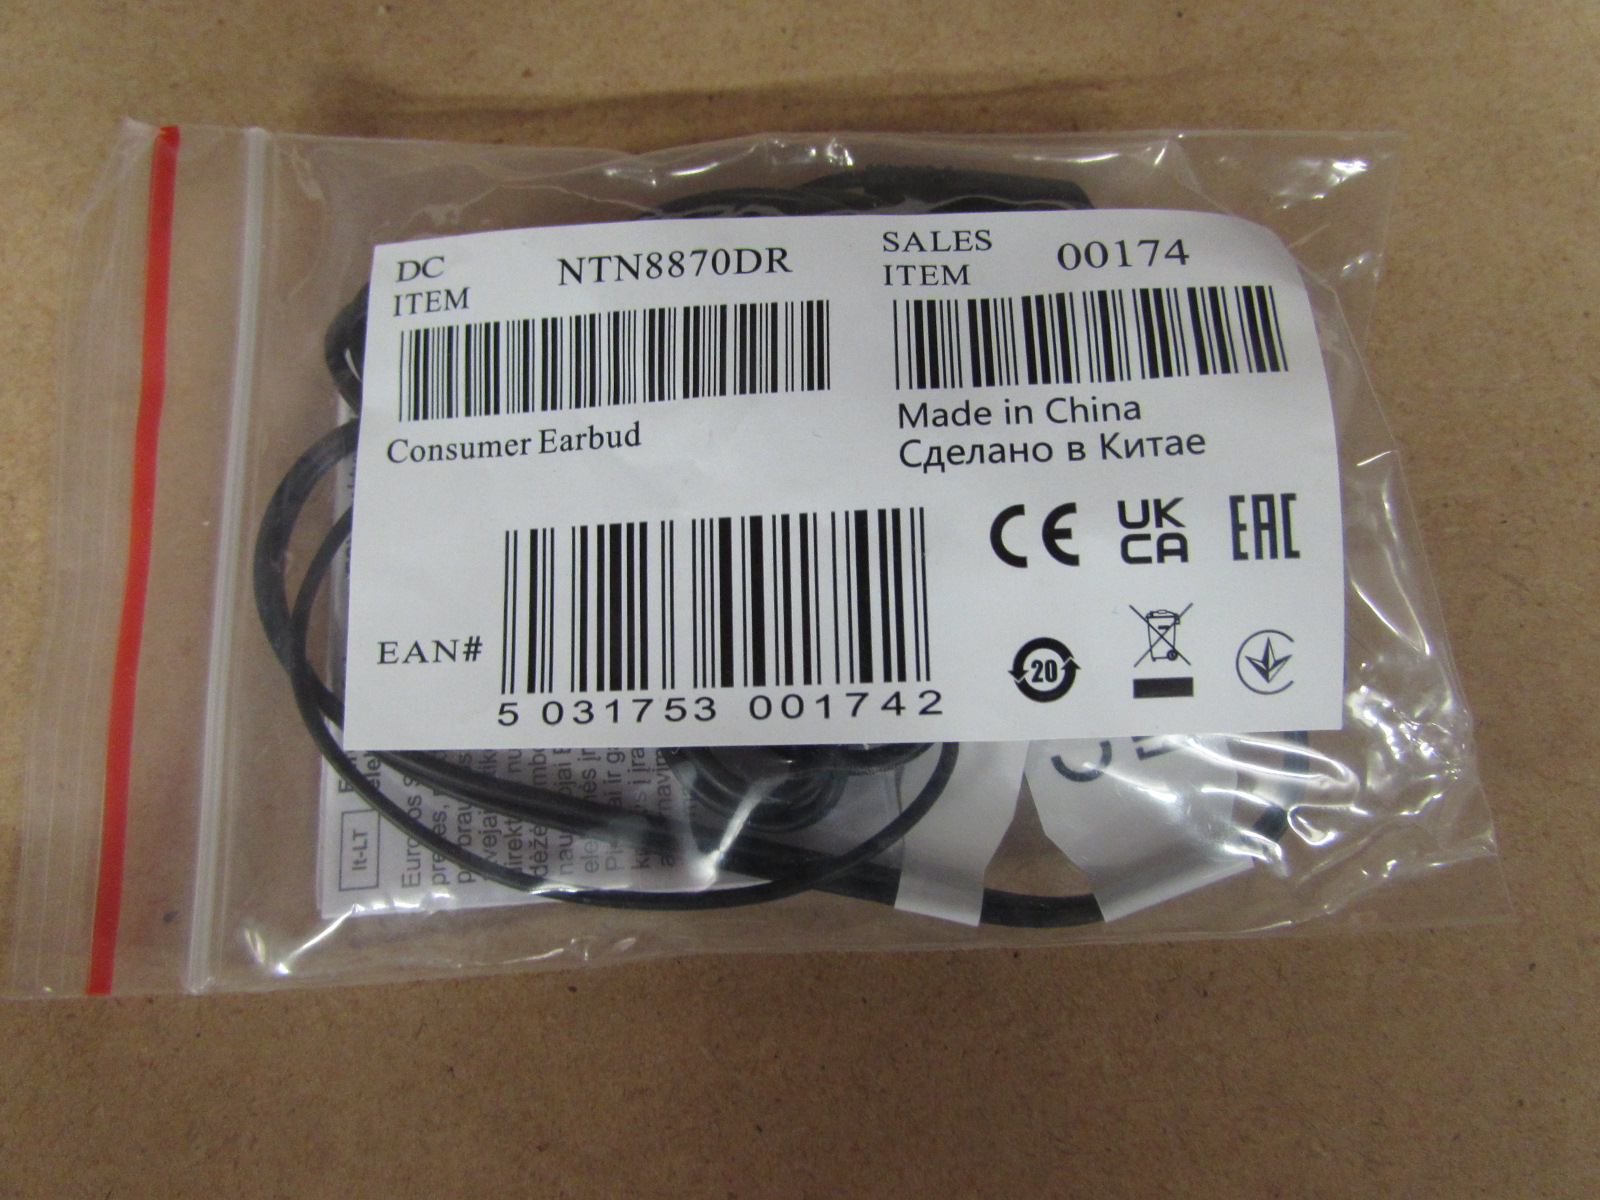 DC
ITEM
NTN8870DR
SALES
ITEM
00174
Consumer Earbud
Made in China
Сделано в Китае
CE
UK
CA
EAC
EAN#
5 031753 001742
20
lt-LT